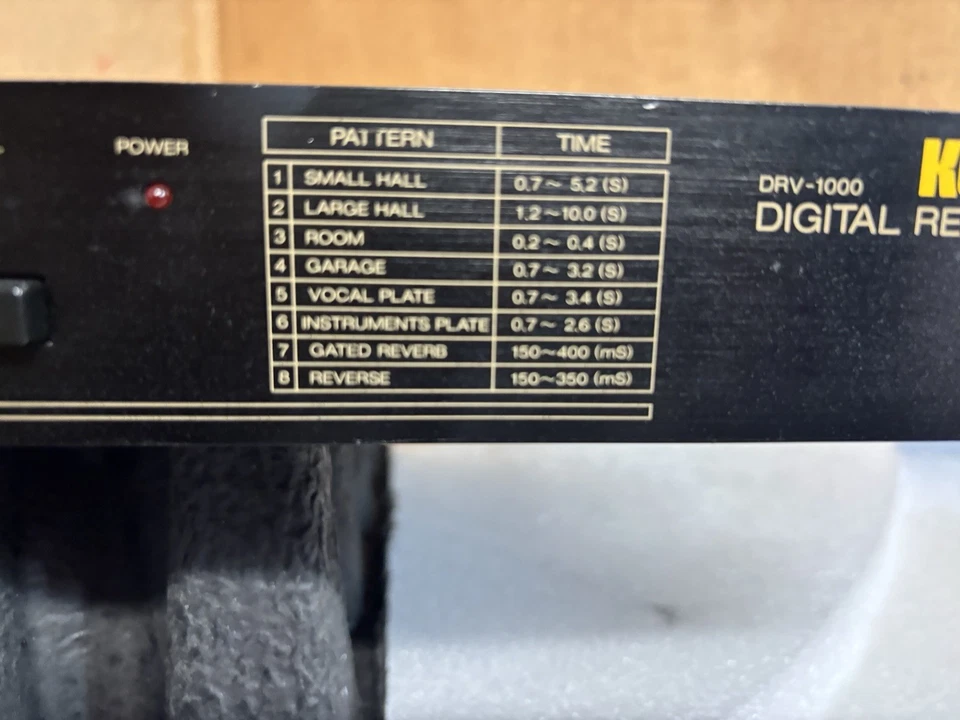 POWER
PATTERN TIME
1 SMALL HALL 0.7~ 5.2 (S)
2 LARGE HALL 1.2~10.0 (S)
3 ROOM 0.2~ 0.4 (S)
4 GARAGE 0.7~ 3.2 (S)
5 VOCAL PLATE 0.7~ 3.4 (S)
6 INSTRUMENTS PLATE 0.7~ 2.6 (S)
7 GATED REVERB 150~400 (mS)
8 REVERSE 150~350 (mS)
DRV-1000
DIGITAL RE